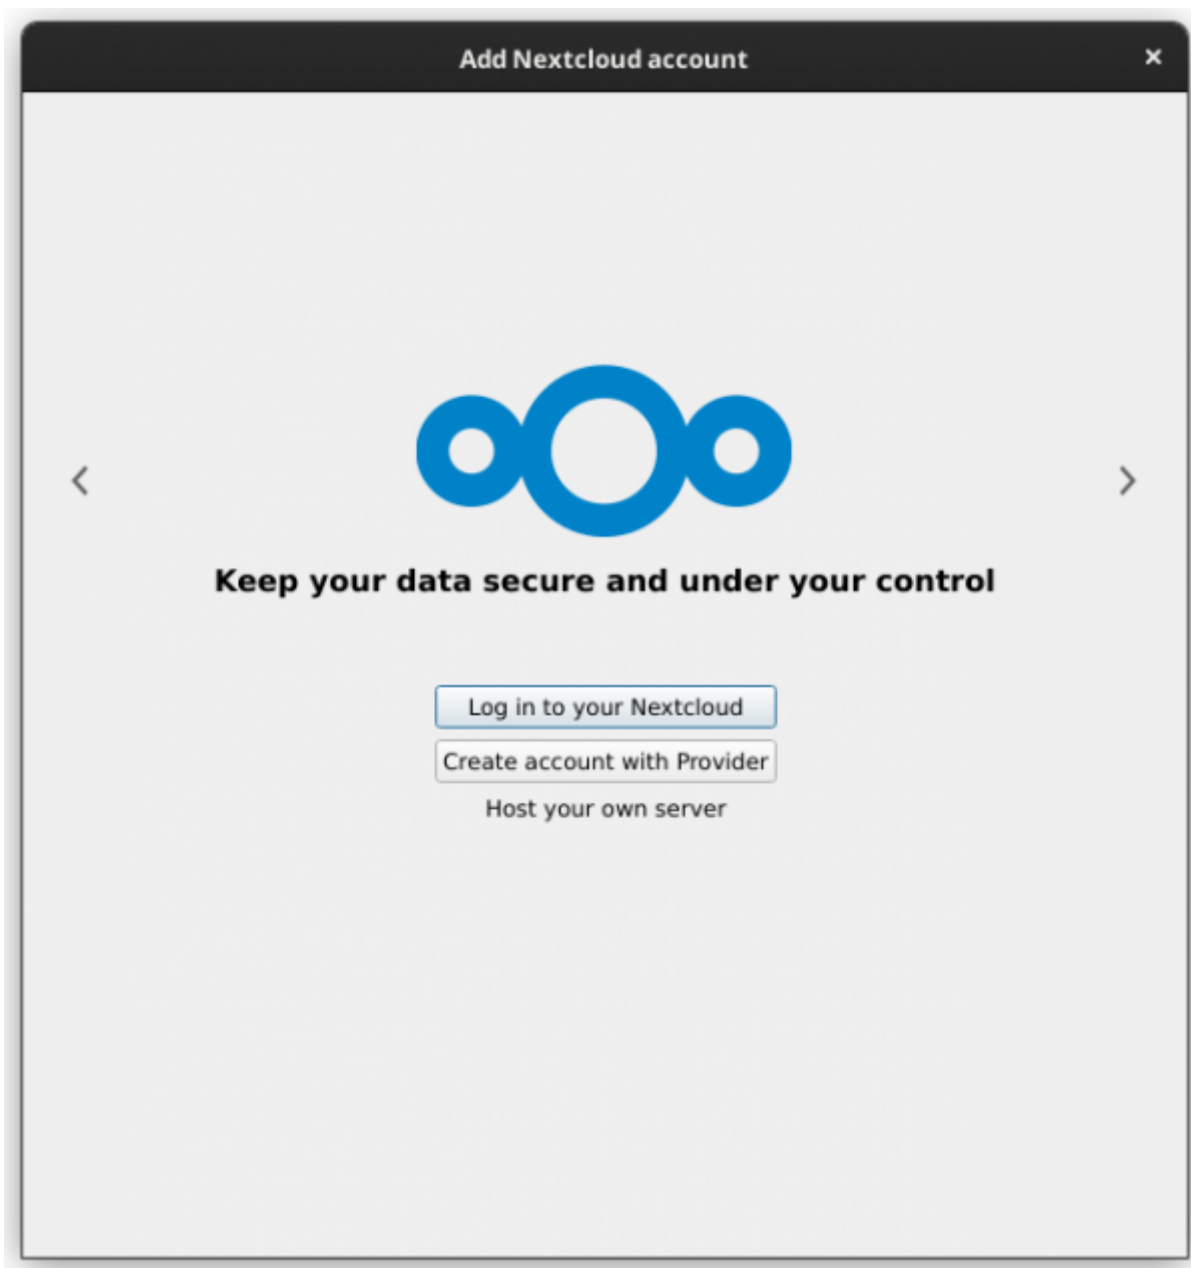 Add Nextcloud account
Keep your data secure and under your control
Log in to your Nextcloud
Create account with Provider
Host your own server